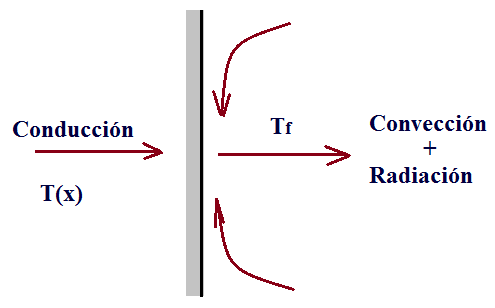 Conducción
T(x)
Tf
Convección
+
Radiación